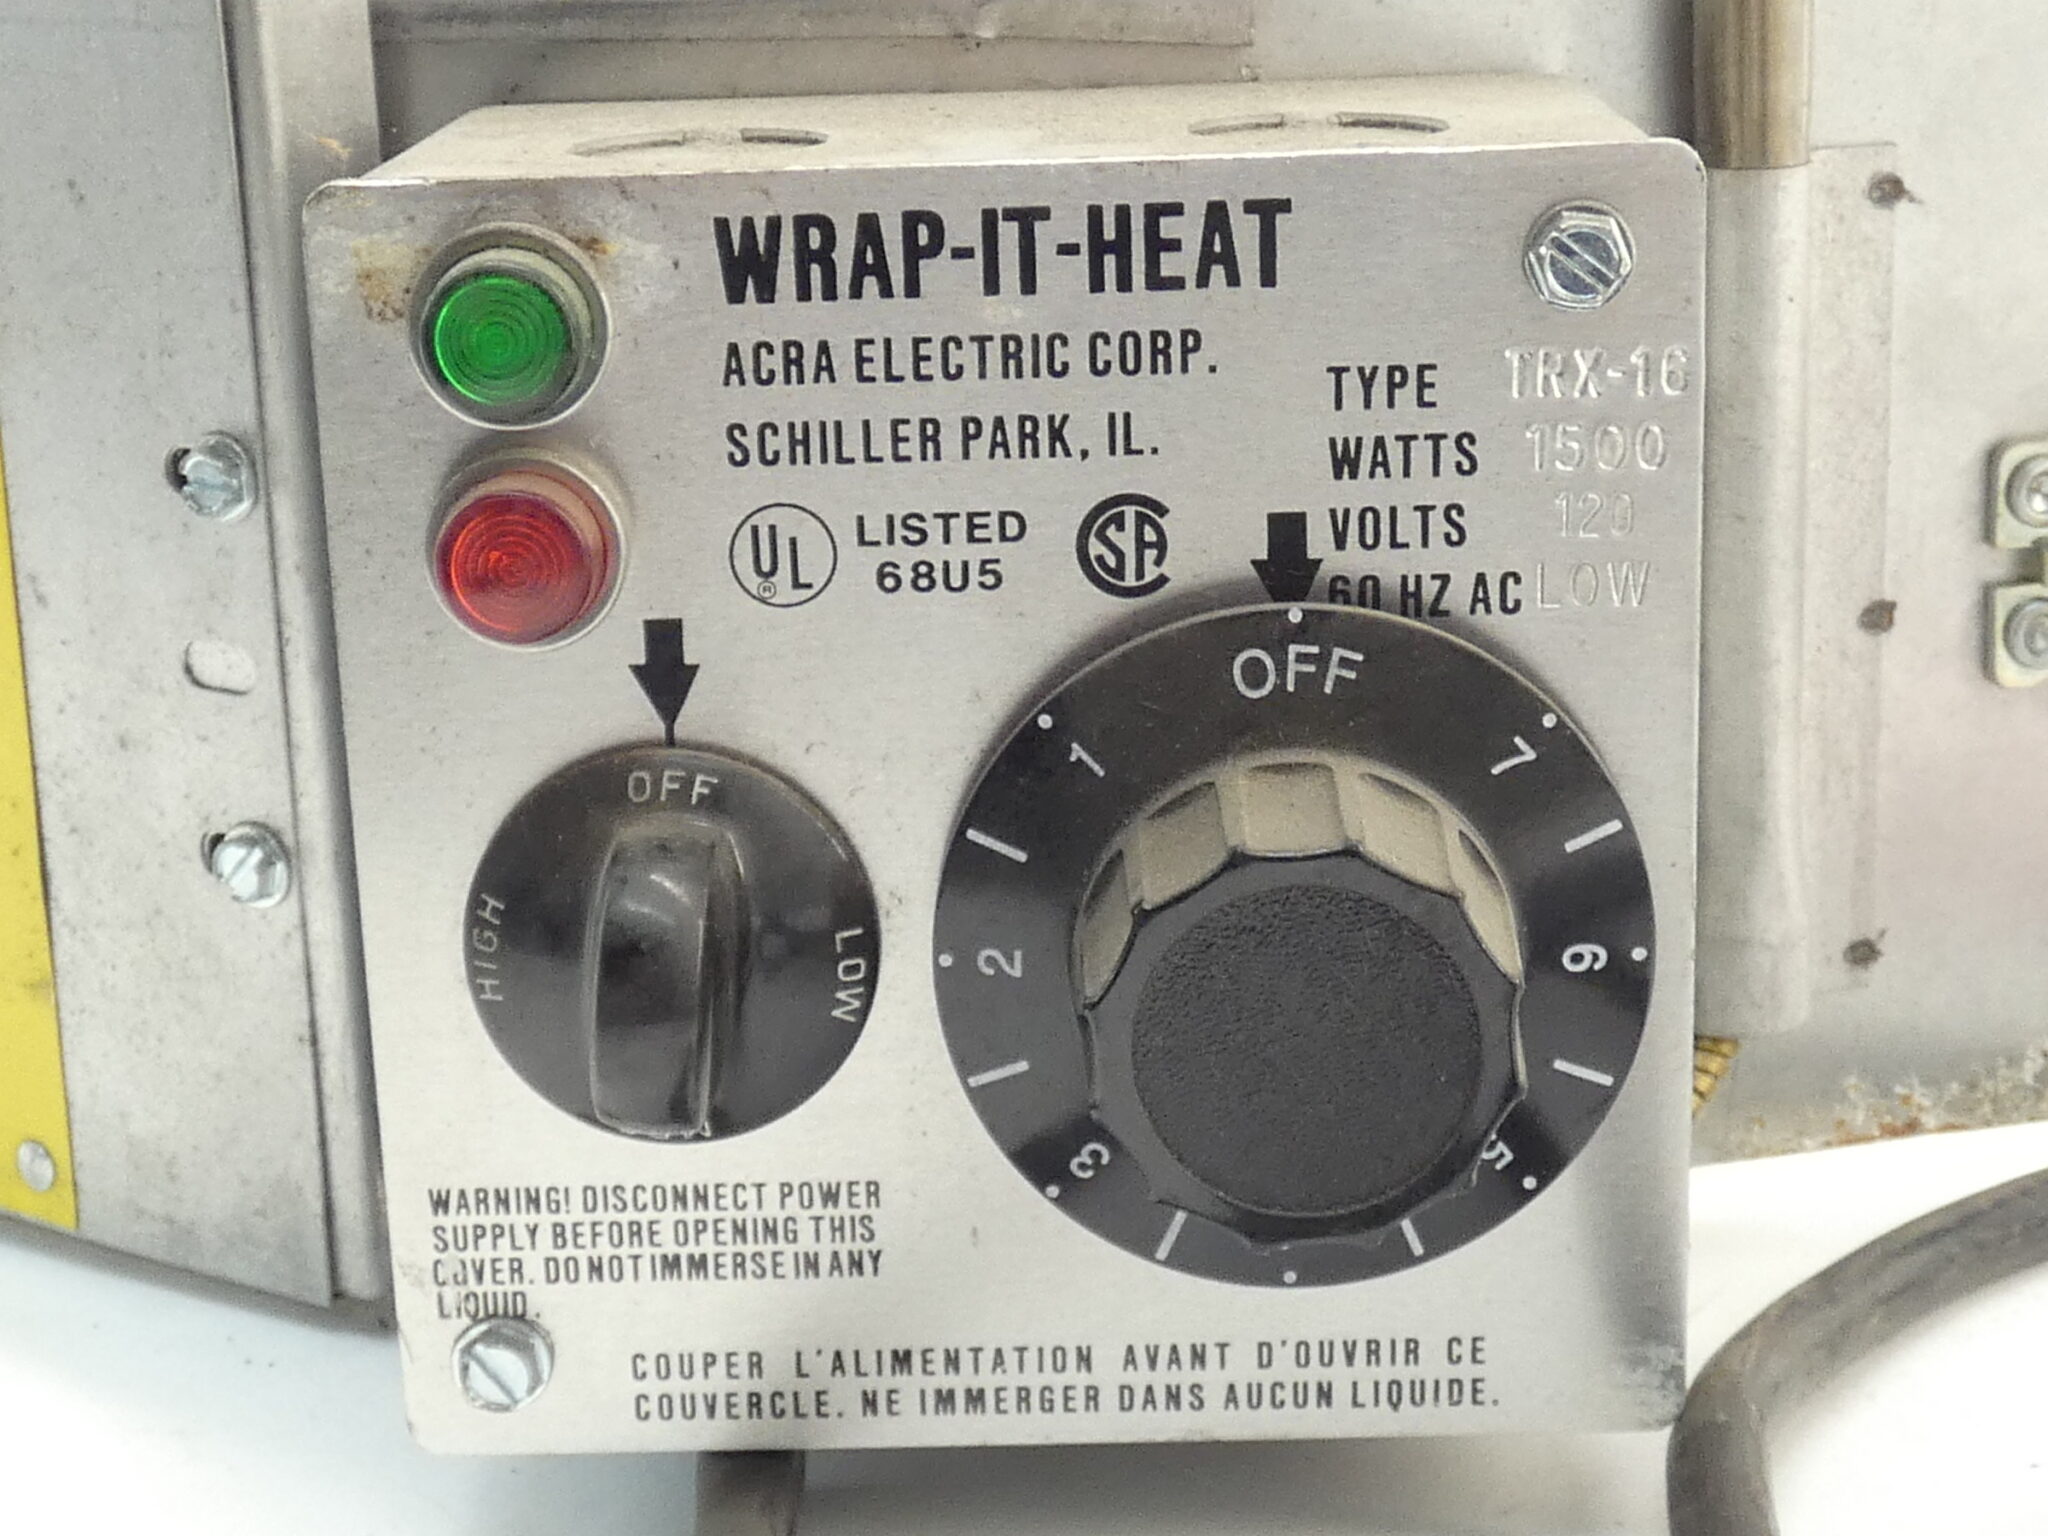 WRAP-IT-HEAT
ACRA ELECTRIC CORP.
SCHILLER PARK, IL.
UL® LISTED
68U5
CSA
TYPE TRX-16
WATTS 1500
VOLTS 120
60 HZ AC LOW
OFF
HIGH
LOW
OFF
1
2
3
5
6
7
WARNING! DISCONNECT POWER
SUPPLY BEFORE OPENING THIS
COVER. DO NOT IMMERSE IN ANY
LIQUID.
COUPER L'ALIMENTATION AVANT D'OUVRIR CE
COUVERCLE. NE IMMERGER DANS AUCUN LIQUIDE.